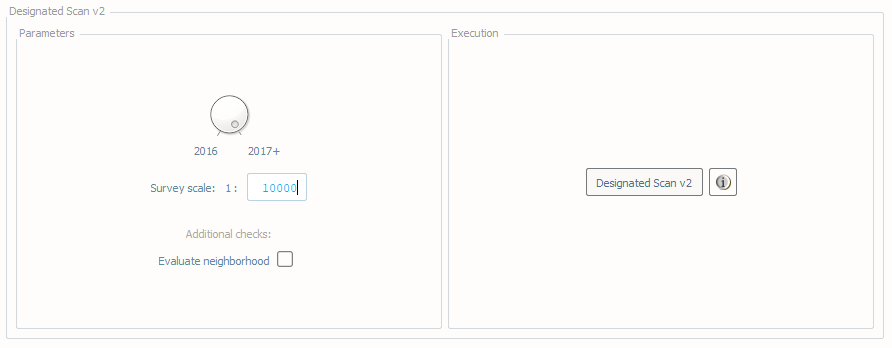 Designated Scan v2
Parameters
Execution
2016 2017+
Survey scale: 1 : 10000
Designated Scan v2
Additional checks:
Evaluate neighborhood